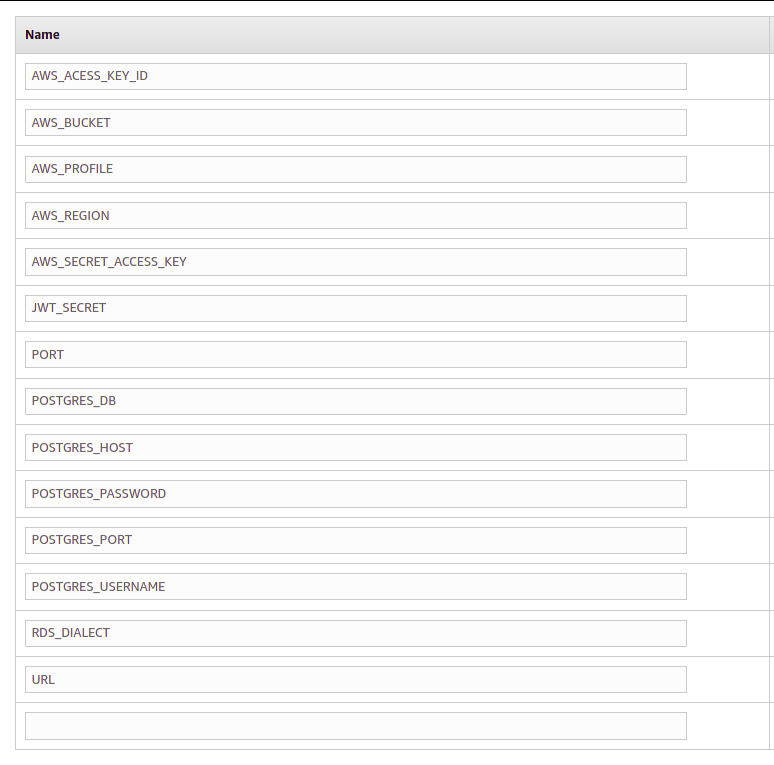 Name
AWS_ACESS_KEY_ID
AWS_BUCKET
AWS_PROFILE
AWS_REGION
AWS_SECRET_ACCESS_KEY
JWT_SECRET
PORT
POSTGRES_DB
POSTGRES_HOST
POSTGRES_PASSWORD
POSTGRES_PORT
POSTGRES_USERNAME
RDS_DIALECT
URL